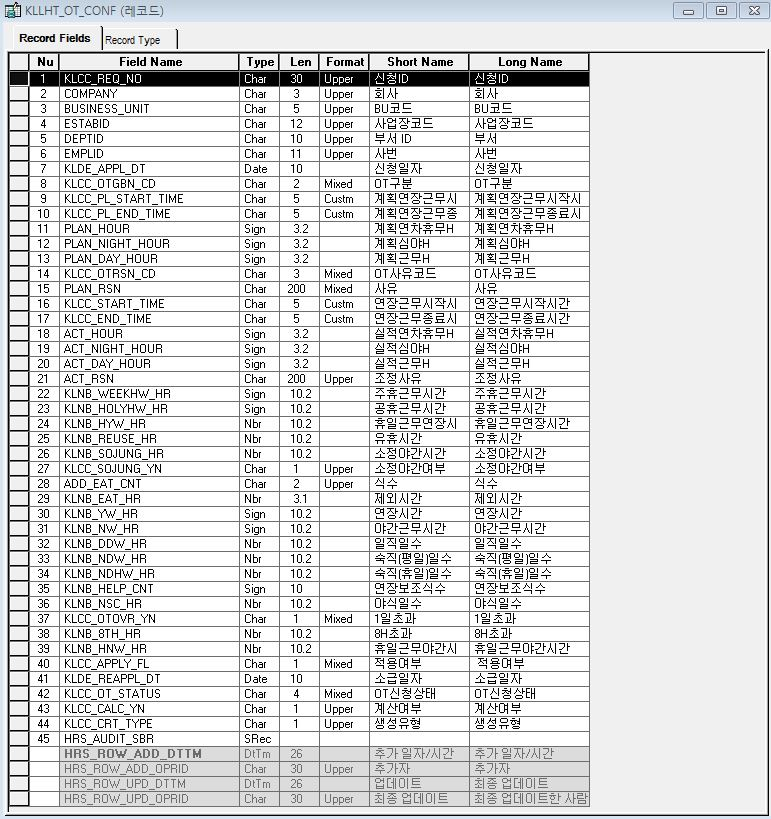 KLLHT_OT_CONF (레코드)
Record Fields Record Type
Nu Field Name Type Len Format Short Name Long Name
1 KLCC_REQ_NO Char 30 Upper 신청ID 신청ID
2 COMPANY Char 3 Upper 회사 회사
3 BUSINESS_UNIT Char 5 Upper BU코드 BU코드
4 ESTABID Char 12 Upper 사업장코드 사업장코드
5 DEPTID Char 10 Upper 부서 ID 부서
6 EMPLID Char 11 Upper 사번 사번
7 KLDE_APPL_DT Date 10 신청일자 신청일자
8 KLCC_OTGBN_CD Char 2 Mixed OT구분 OT구분
9 KLCC_PL_START_TIME Char 5 Custm 계획연장근무시 계획연장근무시작시
10 KLCC_PL_END_TIME Char 5 Custm 계획연장근무종 계획연장근무종료시
11 PLAN_HOUR Sign 3.2 계획연차휴무H 계획연차휴무H
12 PLAN_NIGHT_HOUR Sign 3.2 계획심야H 계획심야H
13 PLAN_DAY_HOUR Sign 3.2 계획근무H 계획근무H
14 KLCC_OTRSN_CD Char 3 Mixed OT사유코드 OT사유코드
15 PLAN_RSN Char 200 Mixed 사유 사유
16 KLCC_START_TIME Char 5 Custm 연장근무시작시 연장근무시작시간
17 KLCC_END_TIME Char 5 Custm 연장근무종료시 연장근무종료시간
18 ACT_HOUR Sign 3.2 실적연차휴무H 실적연차휴무H
19 ACT_NIGHT_HOUR Sign 3.2 실적심야H 실적심야H
20 ACT_DAY_HOUR Sign 3.2 실적근무H 실적근무H
21 ACT_RSN Char 200 Upper 조정사유 조정사유
22 KLNB_WEEKHW_HR Sign 10.2 주휴근무시간 주휴근무시간
23 KLNB_HOLYHW_HR Sign 10.2 공휴근무시간 공휴근무시간
24 KLNB_HYW_HR Nbr 10.2 휴일근무연장시 휴일근무연장시간
25 KLNB_REUSE_HR Nbr 10.2 유휴시간 유휴시간
26 KLNB_SOJUNG_HR Nbr 10.2 소정야간시간 소정야간시간
27 KLCC_SOJUNG_YN Char 1 Upper 소정야간여부 소정야간여부
28 ADD_EAT_CNT Char 2 Upper 식수 식수
29 KLNB_EAT_HR Nbr 3.1 제외시간 제외시간
30 KLNB_YW_HR Sign 10.2 연장시간 연장시간
31 KLNB_NW_HR Sign 10.2 야간근무시간 야간근무시간
32 KLNB_DDW_HR Nbr 10.2 일직일수 일직일수
33 KLNB_NDW_HR Nbr 10.2 숙직(평일)일수 숙직(평일)일수
34 KLNB_NDHW_HR Nbr 10.2 숙직(휴일)일수 숙직(휴일)일수
35 KLNB_HELP_CNT Sign 10 연장보조식수 연장보조식수
36 KLNB_NSC_HR Nbr 10.2 야식일수 야식일수
37 KLCC_OTOVR_YN Char 1 Mixed 1일초과 1일초과
38 KLNB_8TH_HR Nbr 10.2 8H초과 8H초과
39 KLNB_HNW_HR Nbr 10.2 휴일근무야간시 휴일근무야간시간
40 KLCC_APPLY_FL Char 1 Mixed 적용여부 적용여부
41 KLDE_REAPPL_DT Date 10 소급일자 소급일자
42 KLCC_OT_STATUS Char 4 Mixed OT신청상태 OT신청상태
43 KLCC_CALC_YN Char 1 Upper 계산여부 계산여부
44 KLCC_CRT_TYPE Char 1 Upper 생성유형 생성유형
45 HRS_AUDIT_SBR SRec
HRS_ROW_ADD_DTTM DtTm 26 추가 일자/시간 추가 일자/시간
HRS_ROW_ADD_OPRID Char 30 Upper 추가자 추가자
HRS_ROW_UPD_DTTM DtTm 26 업데이트 최종 업데이트
HRS_ROW_UPD_OPRID Char 30 Upper 최종 업데이트 최종 업데이트한 사람